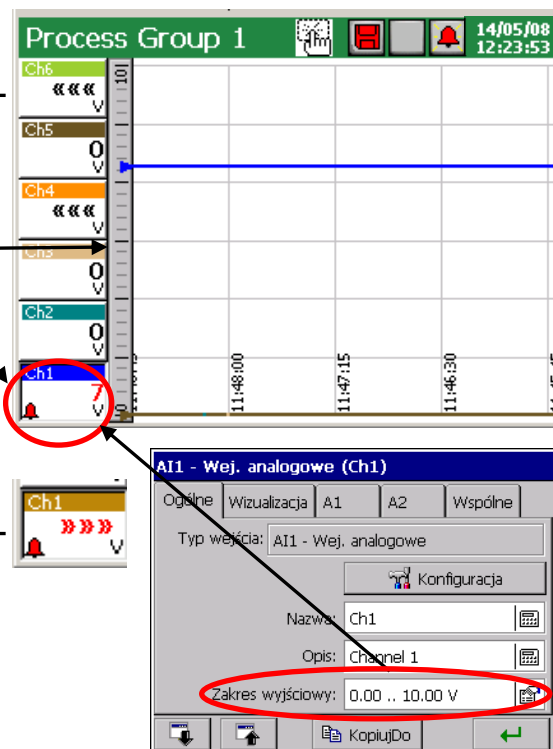 Process Group 1
14/05/08
12:23:53
Ch6
««« 
V
10
Ch5
0
V
Ch4
«««
V
Ch3
0
V
Ch2
0
V
Ch1
7
V
0
11:48:00
11:47:15
11:46:30
Ch1
»»»
V
AI1 - Wej. analogowe (Ch1)
Ogólne Wizualizacja A1 A2 Wspólne
Typ wejścia: AI1 - Wej. analogowe
Konfiguracja
Nazwa: Ch1
Opis: Channel 1
Zakres wyjściowy: 0.00 .. 10.00 V
KopiujDo